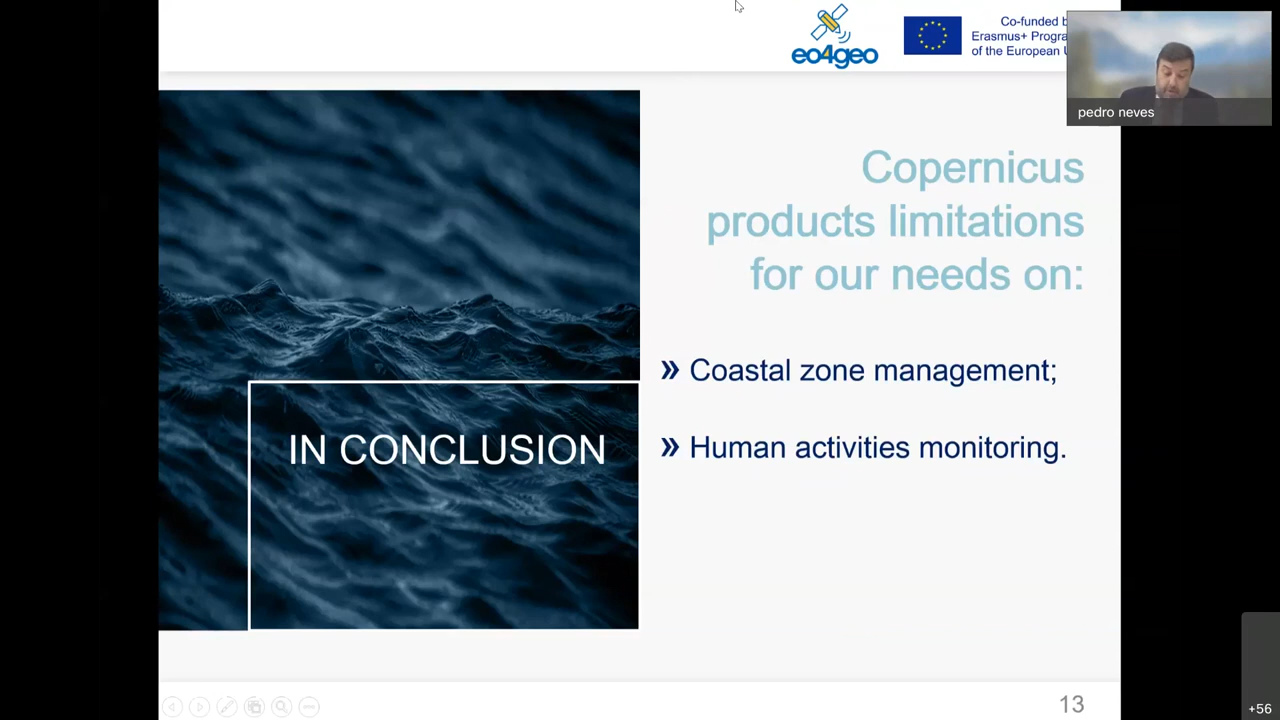 eo4geo
Co-funded b
Erasmus+ Progra
of the European
pedro neves
Copernicus
products limitations
for our needs on:
» Coastal zone management;
» Human activities monitoring.
IN CONCLUSION
13
+56